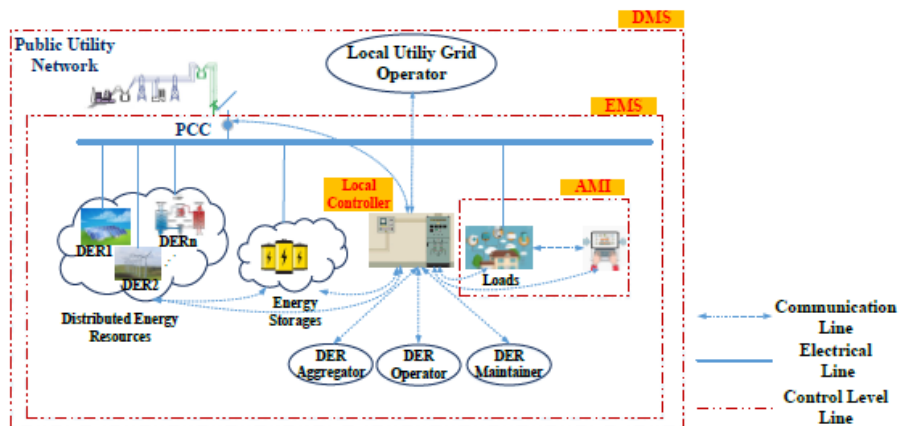 DMS
Public Utility
Network
Local Utiliy Grid
Operator
EMS
PCC
Local
Controller
AMI
DER1
DERn
DER2
Loads
Distributed Energy
Resources
Energy
Storages
DER
Aggregator
DER
Operator
DER
Maintainer
Communication
Line
Electrical
Line
Control Level
Line